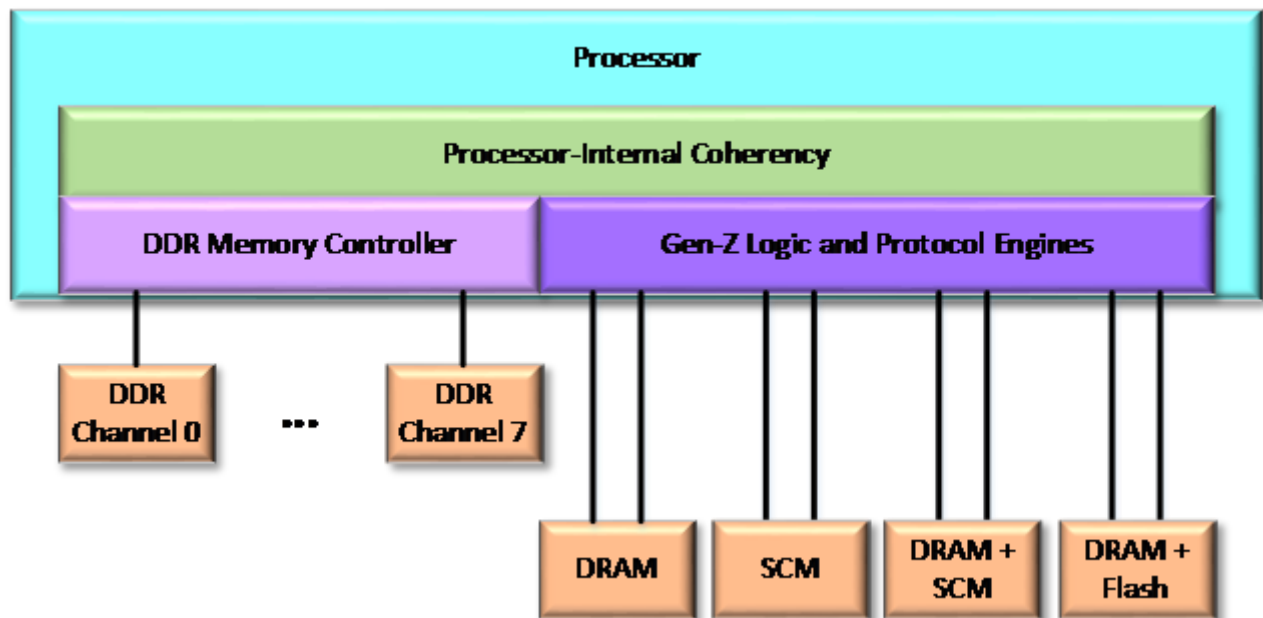 Processor
Processor-Internal Coherency
DDR Memory Controller
Gen-Z Logic and Protocol Engines
DDR
Channel 0
...
DDR
Channel 7
DRAM
SCM
DRAM +
SCM
DRAM +
Flash